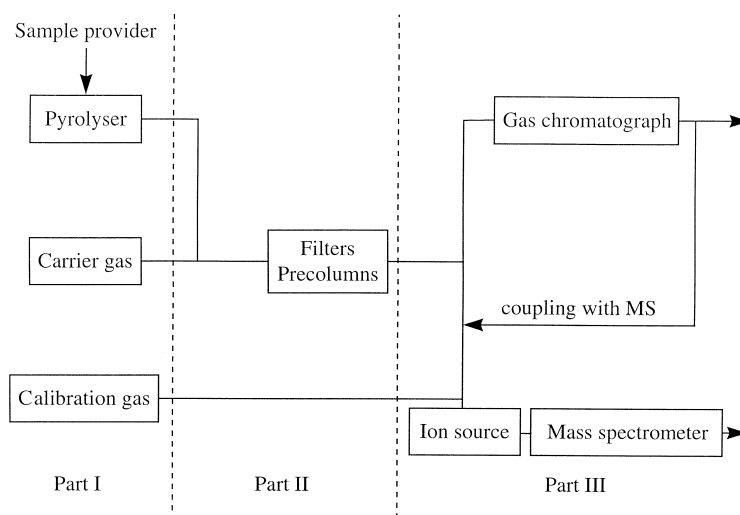 Sample provider
Pyrolyser
Gas chromatograph
Carrier gas
Filters
Precolumns
coupling with MS
Calibration gas
Ion source
Mass spectrometer
Part I
Part II
Part III